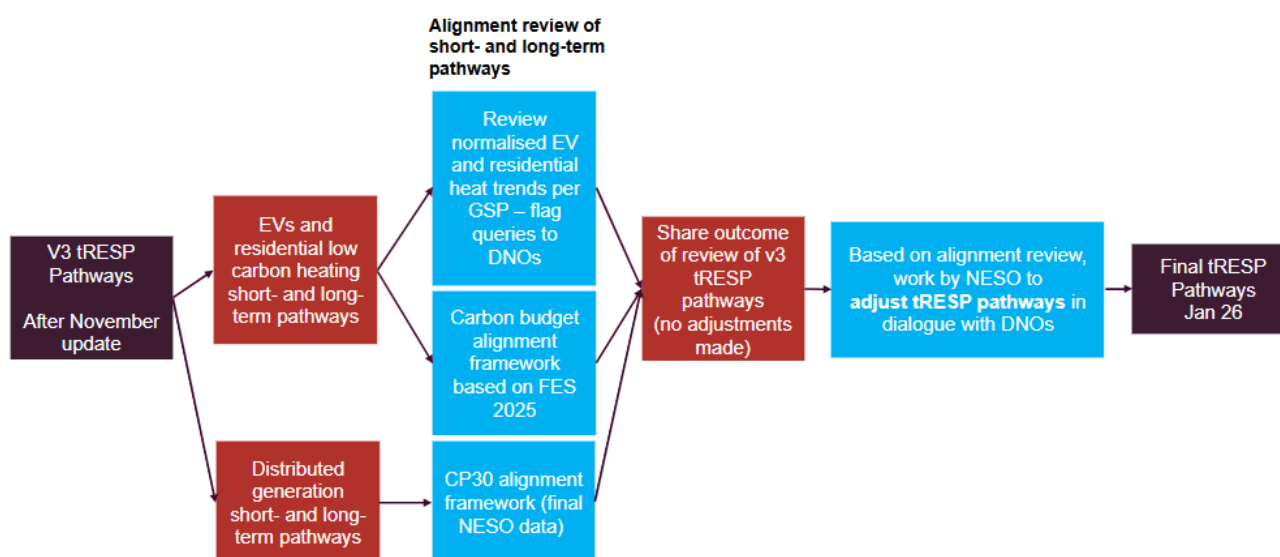 Alignment review of
short- and long-term
pathways
V3 tRESP
Pathways
After November
update
EVs and
residential low
carbon heating
short- and long-
term pathways
Distributed
generation
short- and long-
term pathways
Review
normalised EV
and residential
heat trends per
GSP – flag
queries to
DNOs
Carbon budget
alignment
framework
based on FES
2025
CP30 alignment
framework (final
NESO data)
Share outcome
of review of v3
tRESP
pathways
(no adjustments
made)
Based on alignment review,
work by NESO to
adjust tRESP pathways in
dialogue with DNOs
Final tRESP
Pathways
Jan 26